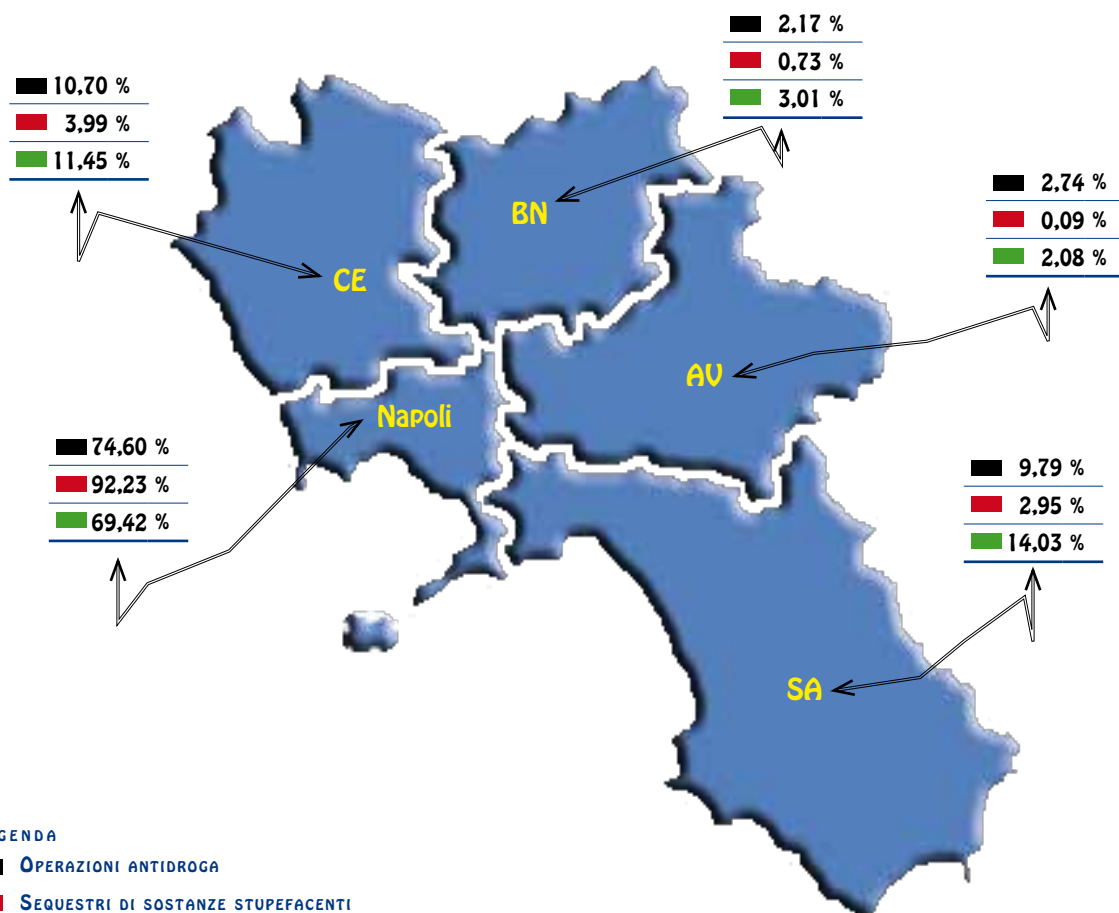 2,17 %
0,73 %
3,01 %
10,70 %
3,99 %
11,45 %
2,74 %
0,09 %
2,08 %
BN
CE
AV
Napoli
74,60 %
92,23 %
69,42 %
9,79 %
2,95 %
14,03 %
SA
GENDA
OPERAZIONI ANTIDROGA
SEQUESTRI DI SOSTANZE STUPEFACENTI